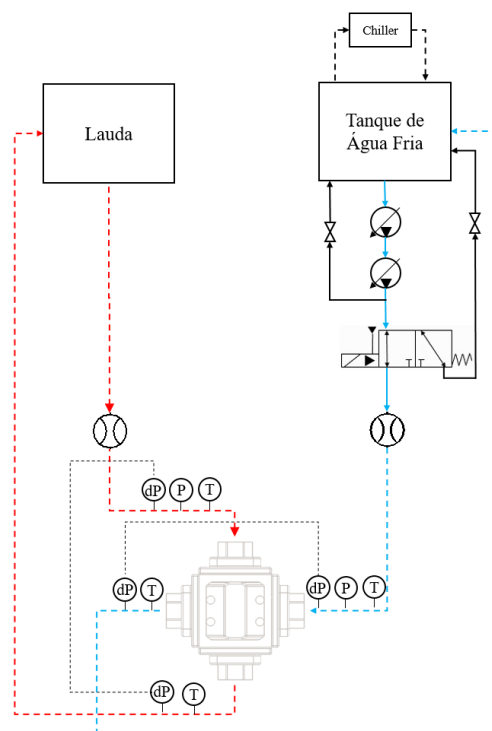 Chiller
Lauda
Tanque de
Água Fria
dP P T
dP T
dP P T
dP T